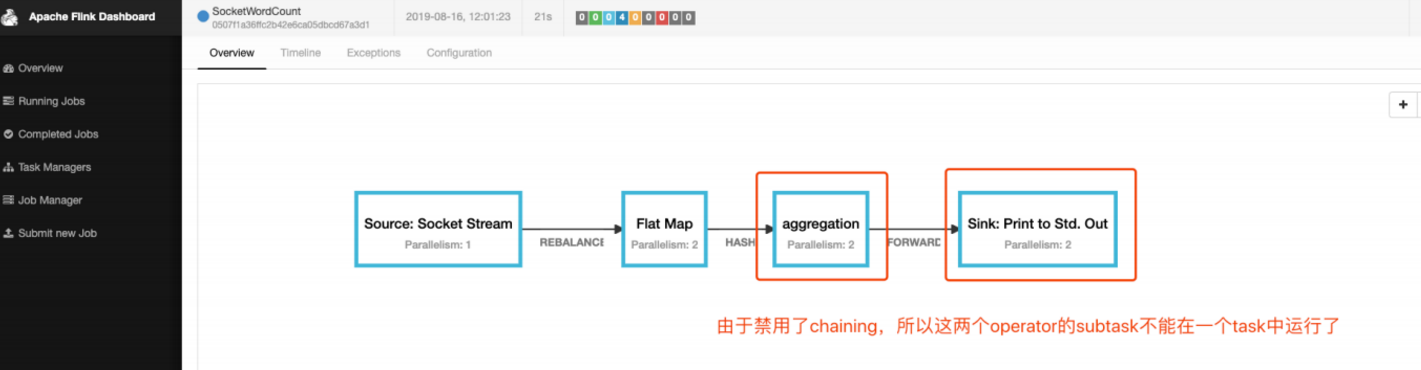 Apache Flink Dashboard
Overview
Running Jobs
Completed Jobs
Task Managers
Job Manager
Submit new Job
SocketWordCount
0507f1a36ffc2b42e6ca05dbcd67a3d1
2019-08-16, 12:01:23
21s
0 0 0 4 0 0 0 0 0
Overview Timeline Exceptions Configuration
+
Source: Socket Stream
Parallelism: 1
REBALANCE
Flat Map
Parallelism: 2
HASH
aggregation
Parallelism: 2
FORWARD
Sink: Print to Std. Out
Parallelism: 2
由于禁用了chaining，所以这两个operator的subtask不能在一个task中运行了